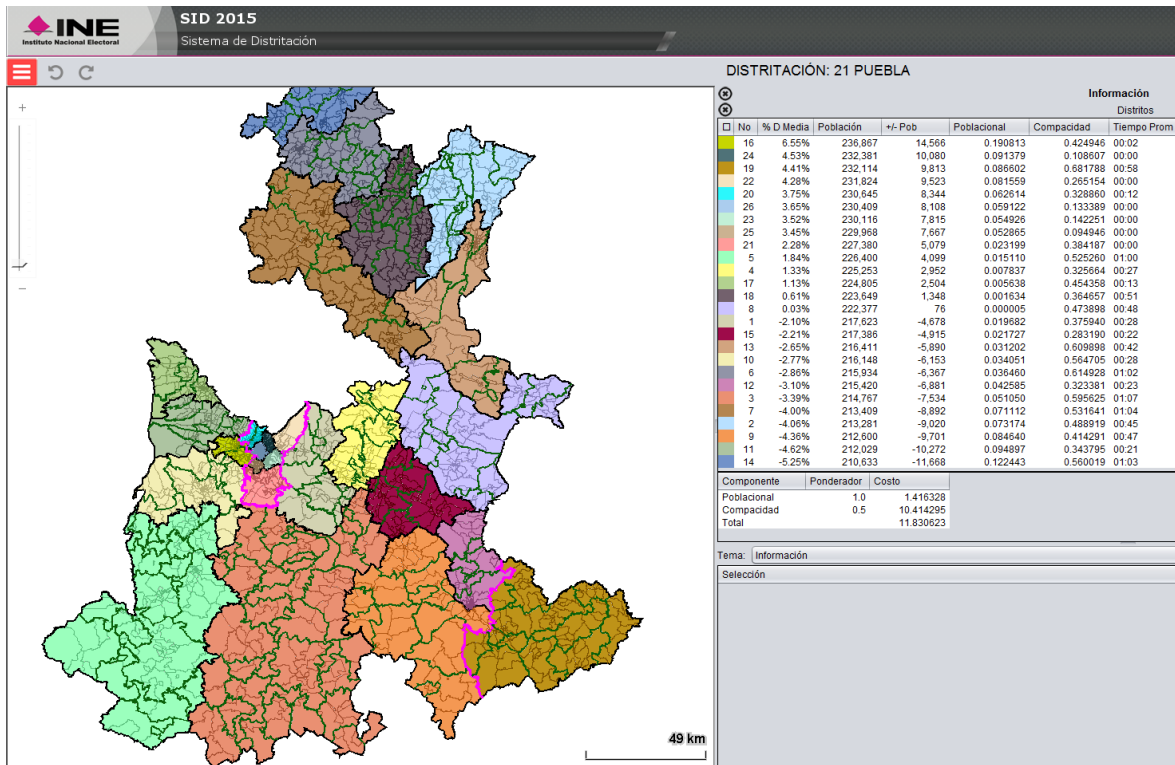 INE
Instituto Nacional Electoral
SID 2015
Sistema de Distritación
DISTRITACIÓN: 21 PUEBLA
Información
Distritos
No % D Media Población +/- Pob Poblacional Compacidad Tiempo Prom
16 6.55% 236,867 14,566 0.190813 0.424946 00:02
24 4.53% 232,381 10,080 0.091379 0.108607 00:00
19 4.41% 232,114 9,813 0.086602 0.681788 00:58
22 4.28% 231,824 9,523 0.081559 0.265154 00:00
20 3.75% 230,645 8,344 0.062614 0.328860 00:12
26 3.65% 230,409 8,108 0.059122 0.133389 00:00
23 3.52% 230,116 7,815 0.054926 0.142251 00:00
25 3.45% 229,968 7,667 0.052865 0.094946 00:00
21 2.28% 227,380 5,079 0.023199 0.384187 00:00
5 1.84% 226,400 4,099 0.015110 0.525260 01:00
4 1.33% 225,253 2,952 0.007837 0.325664 00:27
17 1.13% 224,805 2,504 0.005638 0.454358 00:13
18 0.61% 223,649 1,348 0.001634 0.364657 00:51
8 0.03% 222,377 76 0.000005 0.473898 00:48
1 -2.10% 217,623 -4,678 0.019682 0.375940 00:28
15 -2.21% 217,386 -4,915 0.021727 0.283190 00:22
13 -2.65% 216,411 -5,890 0.031202 0.609898 00:42
10 -2.77% 216,148 -6,153 0.034051 0.564705 00:28
6 -2.86% 215,934 -6,367 0.036460 0.614928 01:02
12 -3.10% 215,420 -6,881 0.042585 0.323381 00:23
3 -3.39% 214,767 -7,534 0.051050 0.595625 01:07
7 -4.00% 213,409 -8,892 0.071112 0.531641 01:04
2 -4.06% 213,281 -9,020 0.073174 0.488919 00:45
9 -4.36% 212,600 -9,701 0.084640 0.414291 00:47
11 -4.62% 212,029 -10,272 0.094897 0.343795 00:21
14 -5.25% 210,633 -11,668 0.122443 0.560019 01:03
Componente Ponderador Costo
Poblacional 1.0 1.416328
Compacidad 0.5 10.414295
Total 11.830623
Tema: Información
Selección
49 km